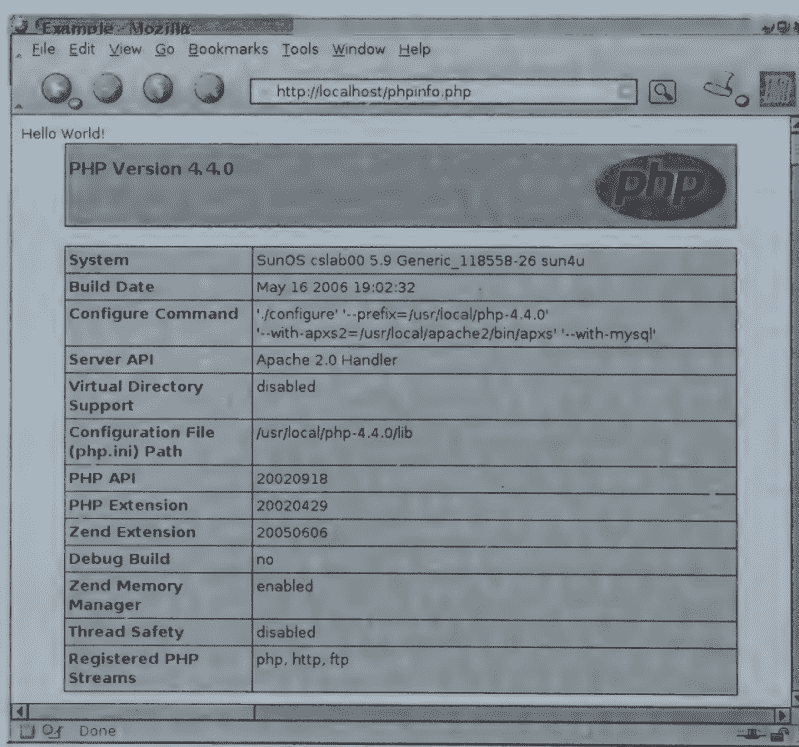 Example - Mozilla
File Edit View Go Bookmarks Tools Window Help
http://localhost/phpinfo.php
Hello World!
PHP Version 4.4.0
php
System SunOS cslab00 5.9 Generic_118558-26 sun4u
Build Date May 16 2006 19:02:32
Configure Command './configure' '--prefix=/usr/local/php-4.4.0'
'--with-apxs2=/usr/local/apache2/bin/apxs' '--with-mysql'
Server API Apache 2.0 Handler
Virtual Directory disabled
Support
Configuration File /usr/local/php-4.4.0/lib
(php.ini) Path
PHP API 20020918
PHP Extension 20020429
Zend Extension 20050606
Debug Build no
Zend Memory enabled
Manager
Thread Safety disabled
Registered PHP php, http, ftp
Streams
Done